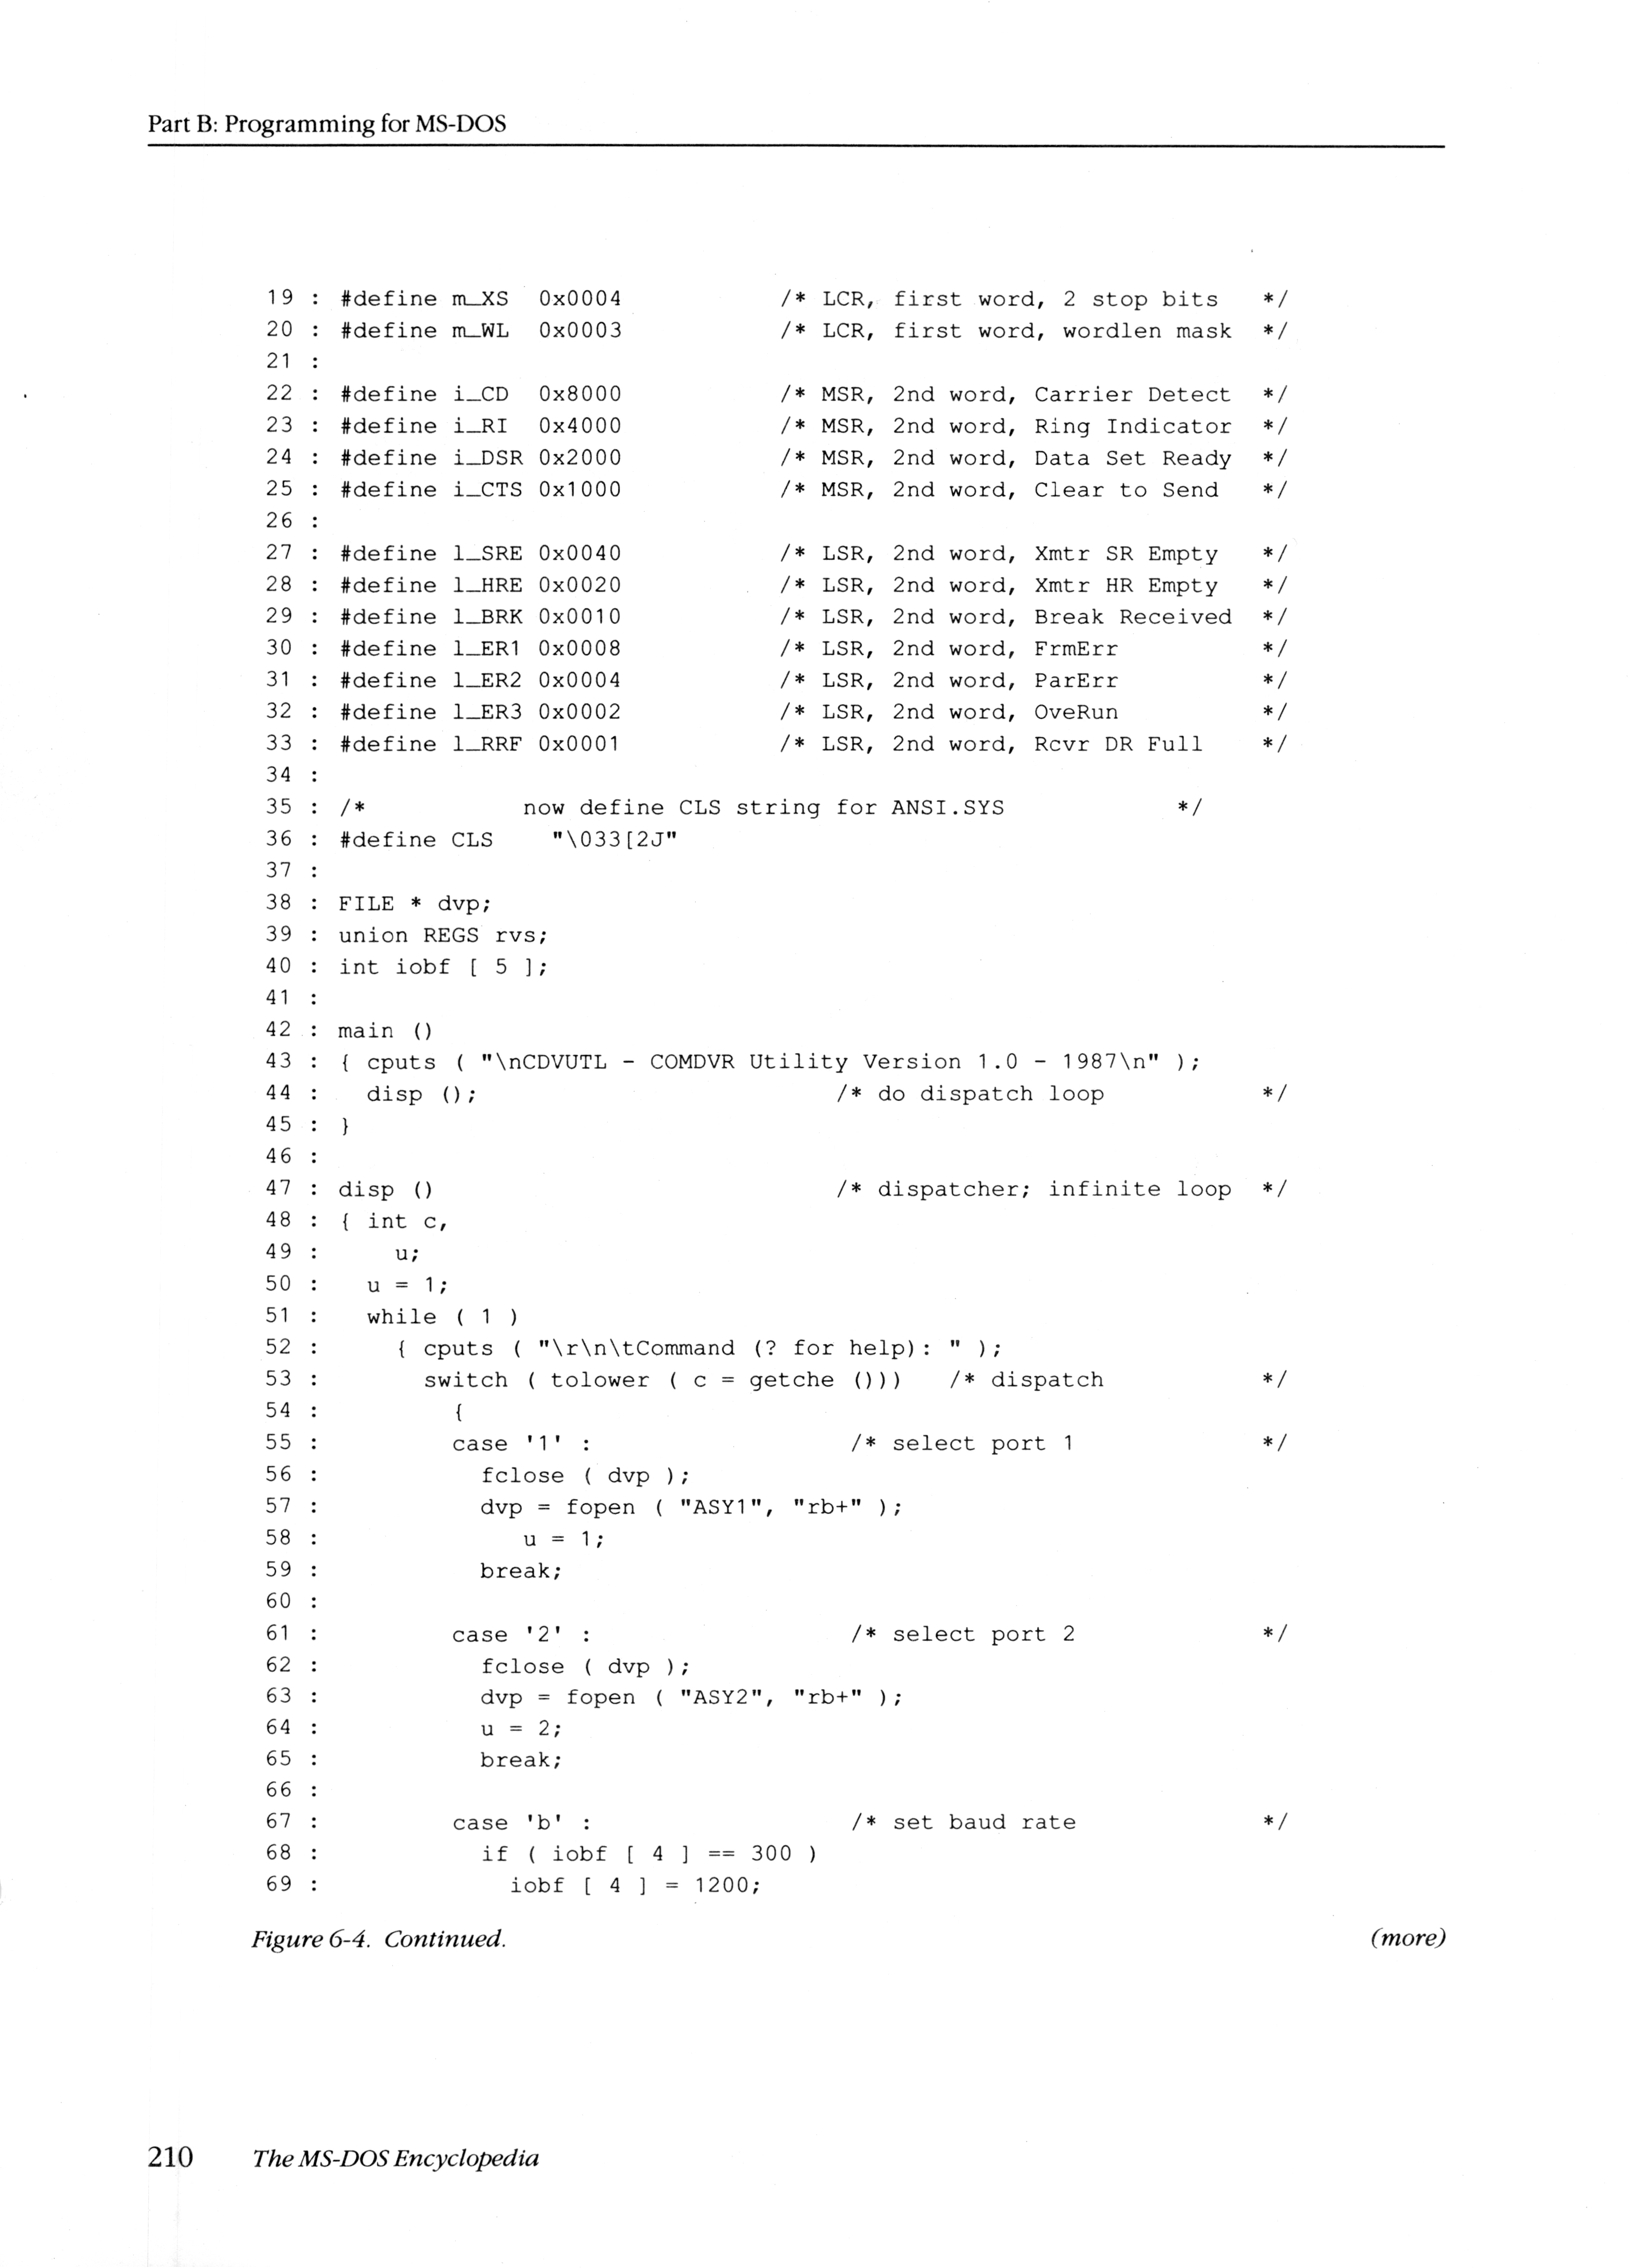 Part B: Programming for MS-DOS
19 : #define m_XS  0x0004           /* LCR, first word, 2 stop bits   */
20 : #define m_WL  0x0003           /* LCR, first word, wordlen mask  */
21 :
22 : #define i_CD  0x8000           /* MSR, 2nd word, Carrier Detect  */
23 : #define i_RI  0x4000           /* MSR, 2nd word, Ring Indicator  */
24 : #define i_DSR 0x2000           /* MSR, 2nd word, Data Set Ready  */
25 : #define i_CTS 0x1000           /* MSR, 2nd word, Clear to Send   */
26 :
27 : #define l_SRE 0x0040           /* LSR, 2nd word, Xmtr SR Empty   */
28 : #define l_HRE 0x0020           /* LSR, 2nd word, Xmtr HR Empty   */
29 : #define l_BRK 0x0010           /* LSR, 2nd word, Break Received  */
30 : #define l_ER1 0x0008           /* LSR, 2nd word, FrmErr          */
31 : #define l_ER2 0x0004           /* LSR, 2nd word, ParErr          */
32 : #define l_ER3 0x0002           /* LSR, 2nd word, OveRun          */
33 : #define l_RRF 0x0001           /* LSR, 2nd word, Rcvr DR Full    */
34 :
35 : /*           now define CLS string for ANSI.SYS            */
36 : #define CLS    "\033[2J"
37 :
38 : FILE * dvp;
39 : union REGS rvs;
40 : int iobf [ 5 ];
41 :
42 : main ()
43 : { cputs ( "\nCDVUTL - COMDVR Utility Version 1.0 - 1987\n" );
44 :   disp ();                         /* do dispatch loop           */
45 : }
46 :
47 : disp ()                            /* dispatcher; infinite loop  */
48 : { int c,
49 :     u;
50 :   u = 1;
51 :   while ( 1 )
52 :     { cputs ( "\r\n\tCommand (? for help): " );
53 :       switch ( tolower ( c = getche ()))   /* dispatch           */
54 :         {
55 :         case '1' :                  /* select port 1             */
56 :           fclose ( dvp );
57 :           dvp = fopen ( "ASY1", "rb+" );
58 :              u = 1;
59 :           break;
60 :
61 :         case '2' :                  /* select port 2             */
62 :           fclose ( dvp );
63 :           dvp = fopen ( "ASY2", "rb+" );
64 :           u = 2;
65 :           break;
66 :
67 :         case 'b' :                  /* set baud rate             */
68 :           if ( iobf [ 4 ] == 300 )
69 :             iobf [ 4 ] = 1200;
Figure 6-4. Continued. (more)
210 The MS-DOS Encyclopedia